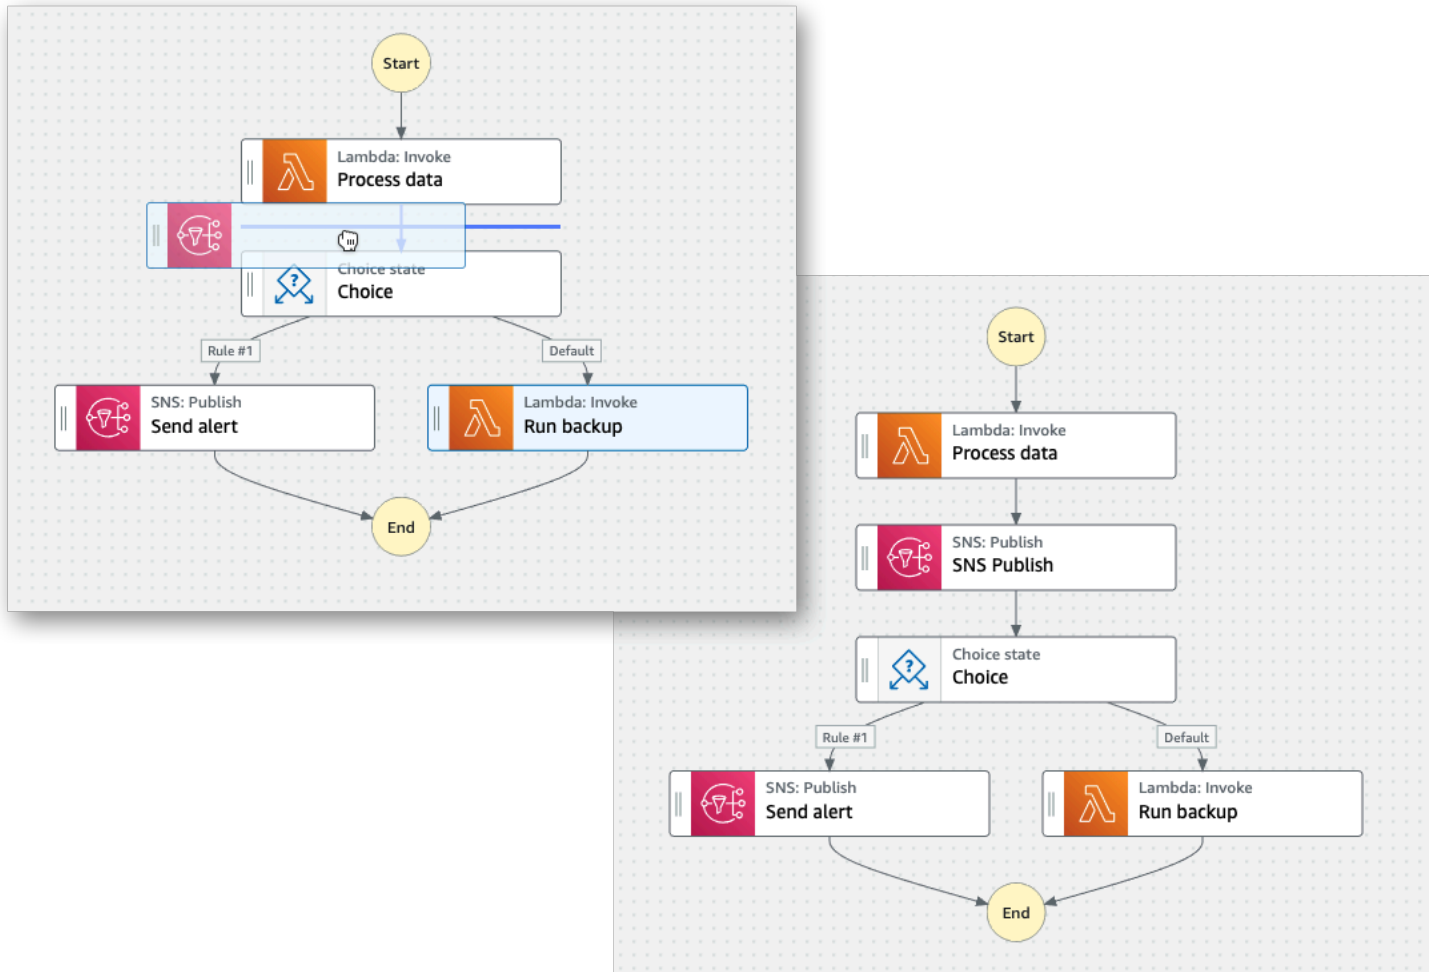 Start
Lambda: Invoke
Process data
Choice state
Choice
Rule #1
Default
SNS: Publish
Send alert
Lambda: Invoke
Run backup
End
Start
Lambda: Invoke
Process data
SNS: Publish
SNS Publish
Choice state
Choice
Rule #1
Default
SNS: Publish
Send alert
Lambda: Invoke
Run backup
End